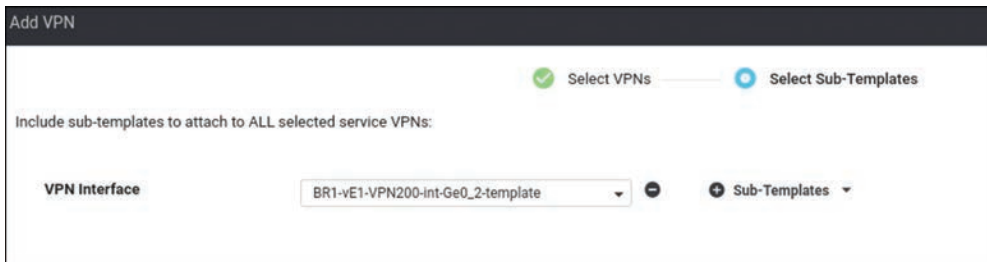 Add VPN
Select VPNs
Select Sub-Templates
Include sub-templates to attach to ALL selected service VPNs:
VPN Interface
BR1-vE1-VPN200-int-Ge0_2-template
Sub-Templates